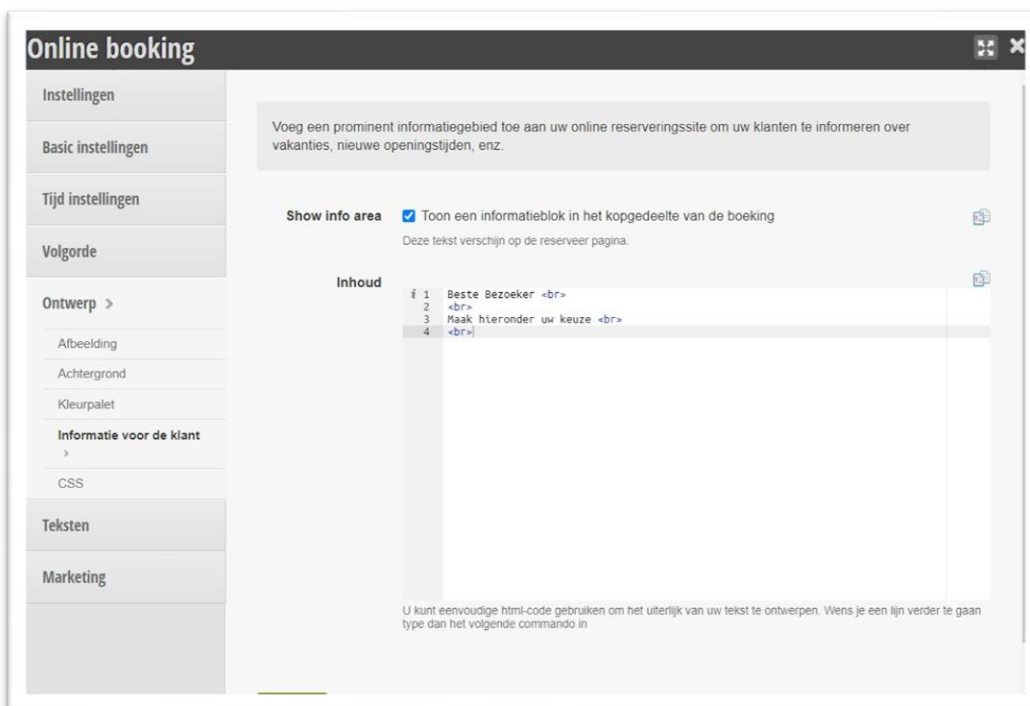 Online booking
Instellingen
Basic instellingen
Tijd instellingen
Volgorde
Ontwerp >
Afbeelding
Achtergrond
Kleurpalet
Informatie voor de klant
>
CSS
Teksten
Marketing
Voeg een prominent informatiegebied toe aan uw online reserveringssite om uw klanten te informeren over
vakanties, nieuwe openingstijden, enz.
Show info area Toon een informatieblok in het kopgedeelte van de boeking
Deze tekst verschijn op de reserveer pagina.
Inhoud
i 1 Beste Bezoeker <br>
2 <br>
3 Maak hieronder uw keuze <br>
4 <br>
U kunt eenvoudige html-code gebruiken om het uiterlijk van uw tekst te ontwerpen. Wens je een lijn verder te gaan
type dan het volgende commando in